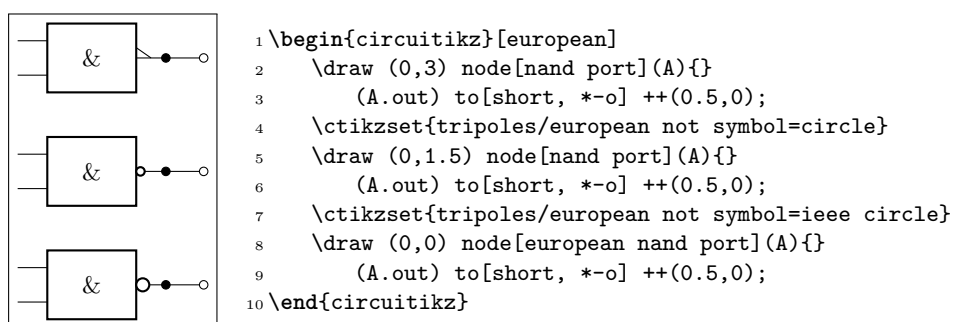 &
&
&
1 \begin{circuitikz}[european]
2 \draw (0,3) node[nand port](A){}
3 (A.out) to[short, *-o] ++(0.5,0);
4 \ctikzset{tripoles/european not symbol=circle}
5 \draw (0,1.5) node[nand port](A){}
6 (A.out) to[short, *-o] ++(0.5,0);
7 \ctikzset{tripoles/european not symbol=ieee circle}
8 \draw (0,0) node[european nand port](A){}
9 (A.out) to[short, *-o] ++(0.5,0);
10 \end{circuitikz}